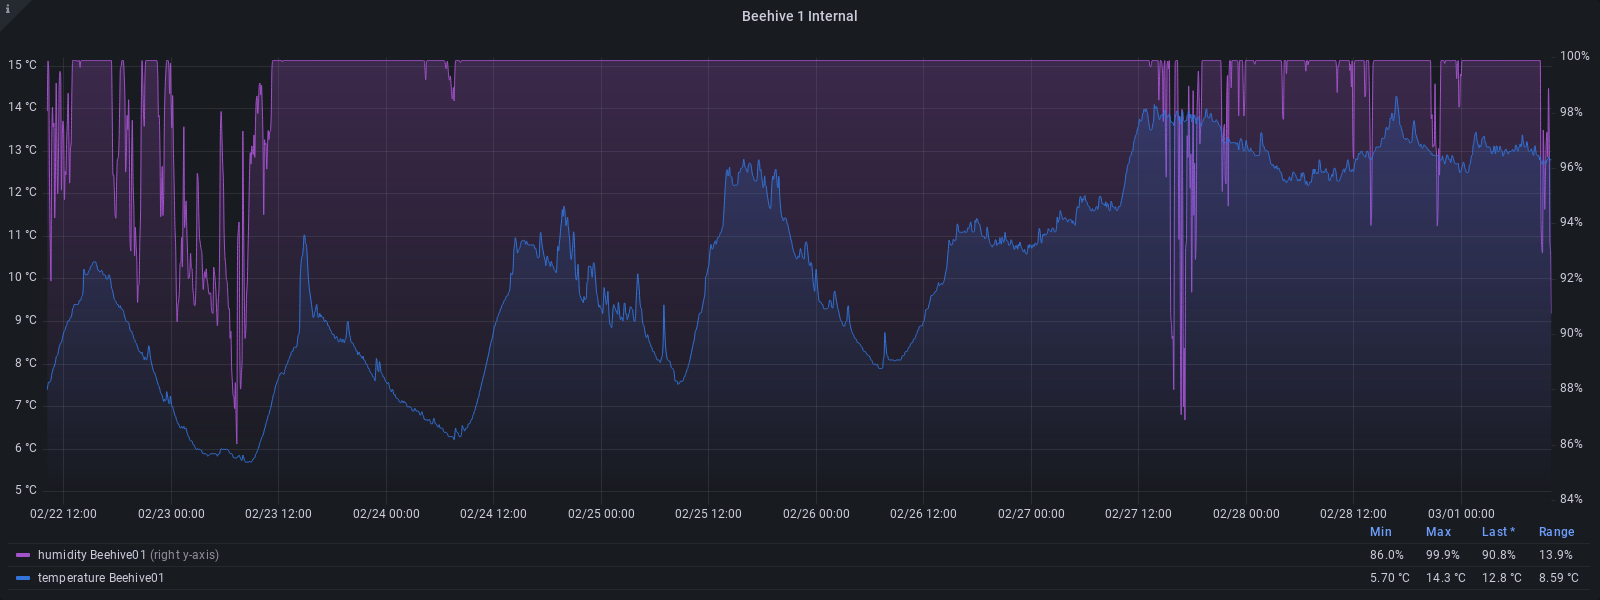 i
Beehive 1 Internal
15 °C
14 °C
13 °C
12 °C
11 °C
10 °C
9 °C
8 °C
7 °C
6 °C
5 °C
100%
98%
96%
94%
92%
90%
88%
86%
84%
02/22 12:00 02/23 00:00 02/23 12:00 02/24 00:00 02/24 12:00 02/25 00:00 02/25 12:00 02/26 00:00 02/26 12:00 02/27 00:00 02/27 12:00 02/28 00:00 02/28 12:00 03/01 00:00
Min Max Last * Range
humidity Beehive01 (right y-axis) 86.0% 99.9% 90.8% 13.9%
temperature Beehive01 5.70 °C 14.3 °C 12.8 °C 8.59 °C